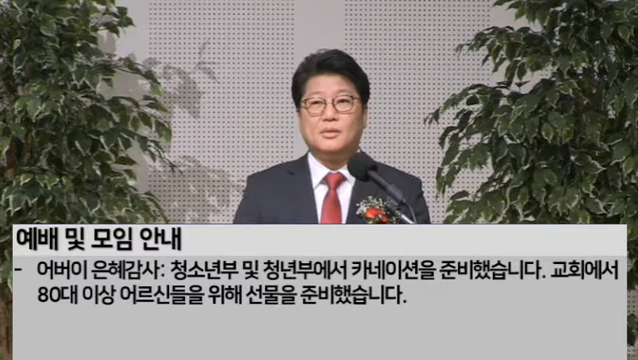 예배 및 모임 안내
- 어버이 은혜감사: 청소년부 및 청년부에서 카네이션을 준비했습니다. 교회에서
80대 이상 어르신들을 위해 선물을 준비했습니다.